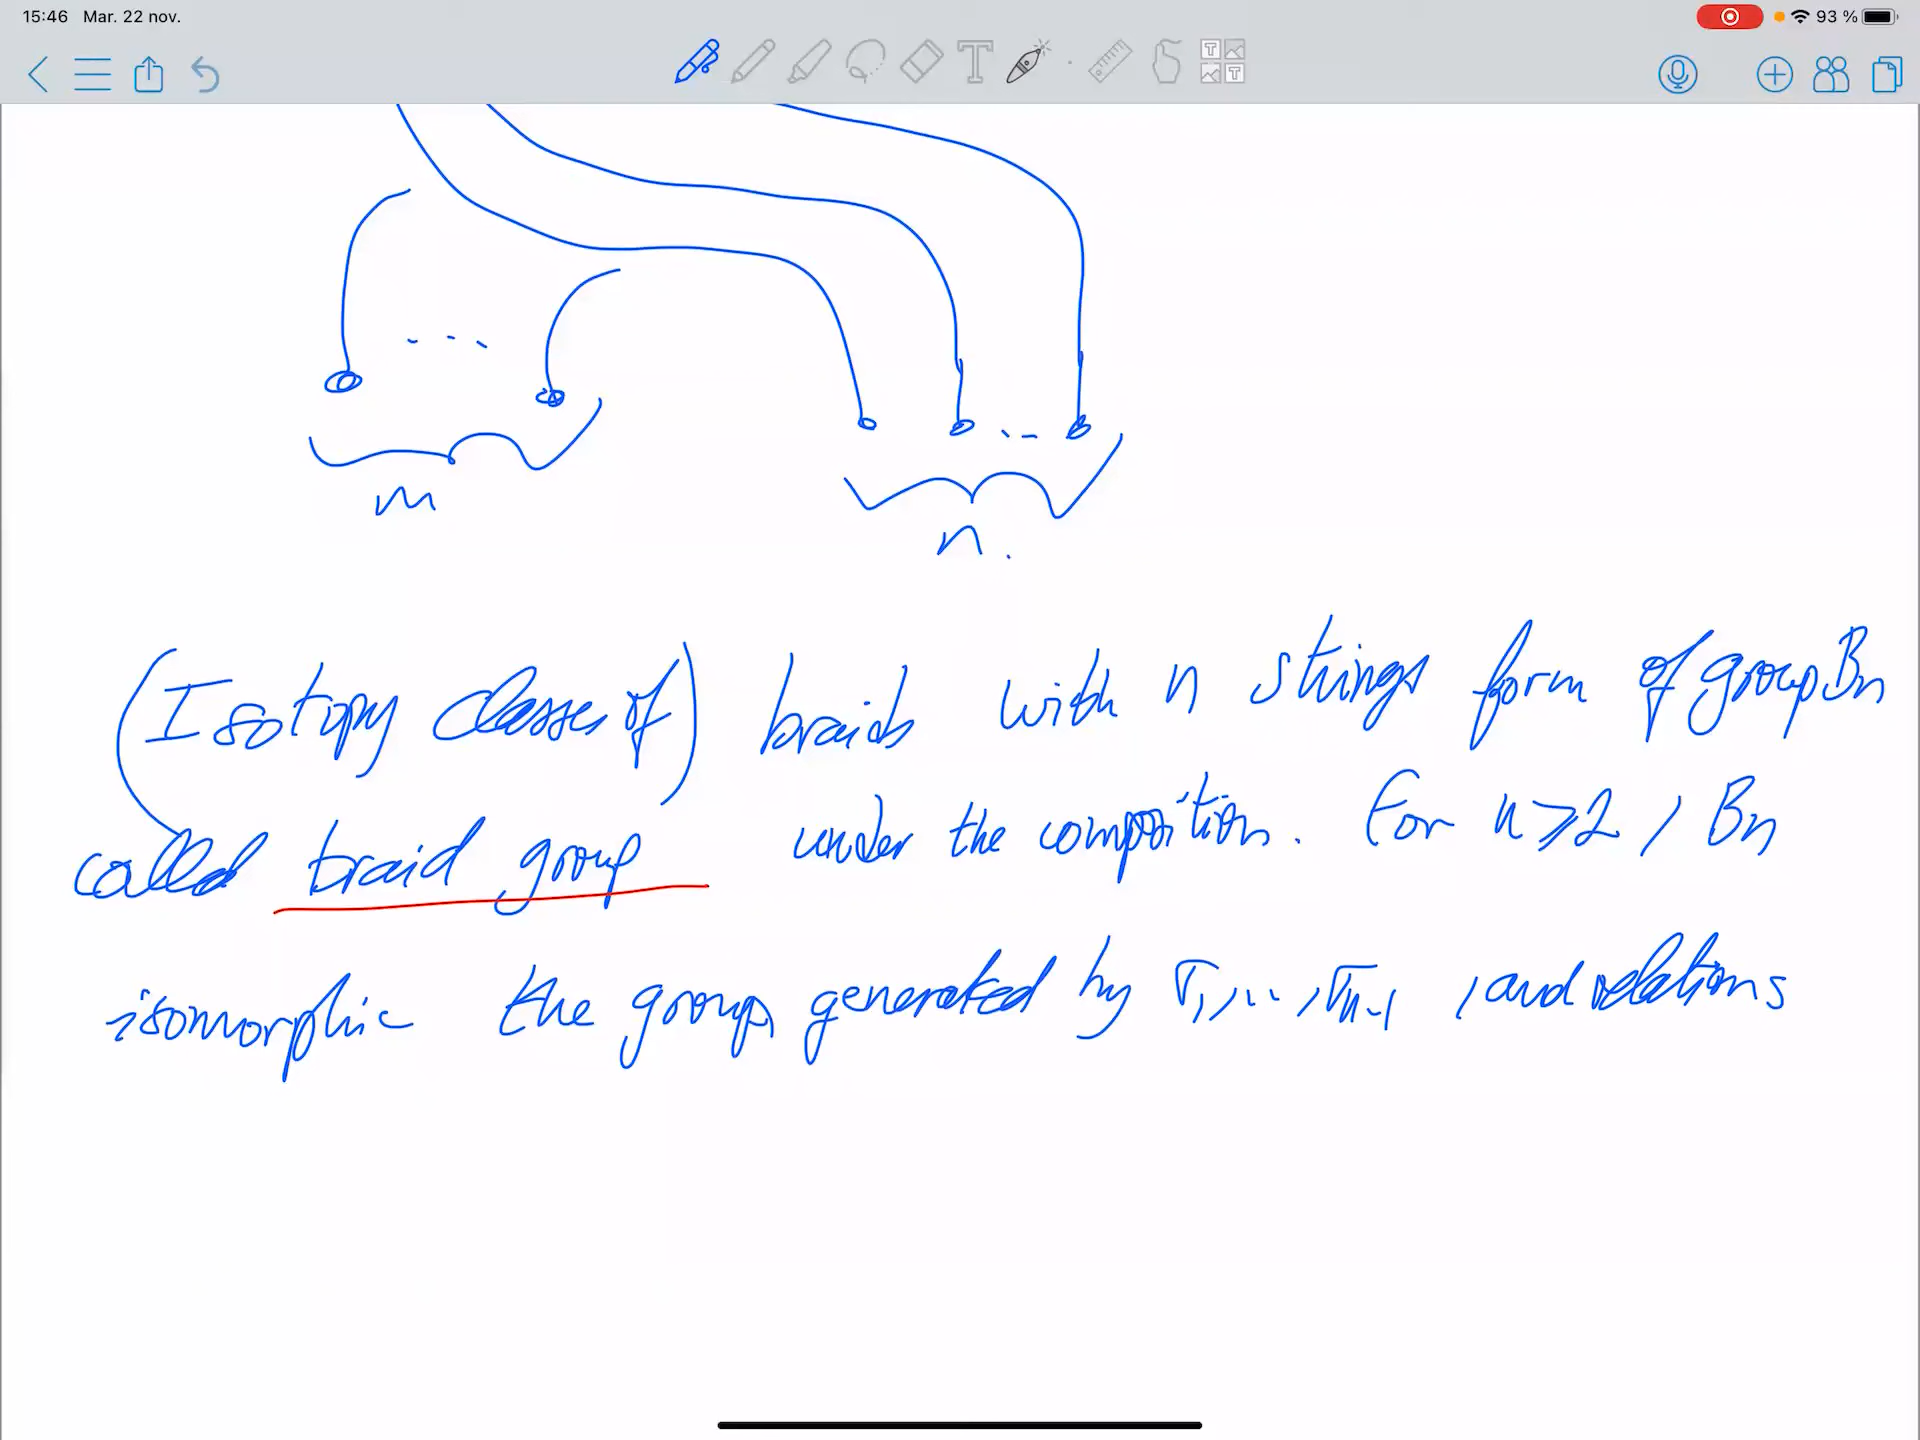 15:46 Mar. 22 nov. 93 %
m
n.
(Isotopy classes of) braids with n strings form of group Bn
called braid group under the composition. For n ⩾ 2, Bn
isomorphic the group generated by σ1, ..., σn-1, and relations